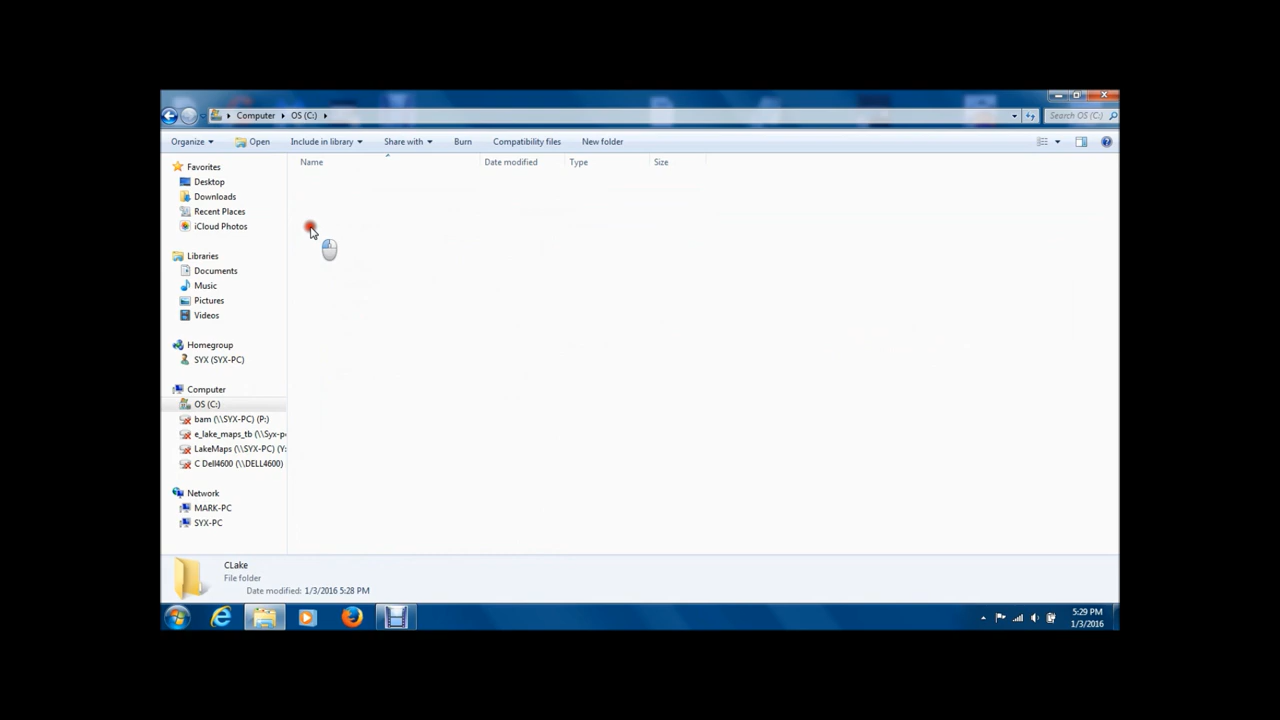 Computer OS (C:) Search OS (C:)
Organize Open Include in library Share with Burn Compatibility files New folder
Name Date modified Type Size
Favorites
Desktop
Downloads
Recent Places
iCloud Photos
Libraries
Documents
Music
Pictures
Videos
Homegroup
SYX (SYX-PC)
Computer
OS (C:)
bam (\\SYX-PC) (P:)
e_lake_maps_tb (\\Syx-p
LakeMaps (\\SYX-PC) (Y:
C Dell4600 (\\DELL4600)
Network
MARK-PC
SYX-PC
CLake
File folder
Date modified: 1/3/2016 5:28 PM
5:29 PM
1/3/2016